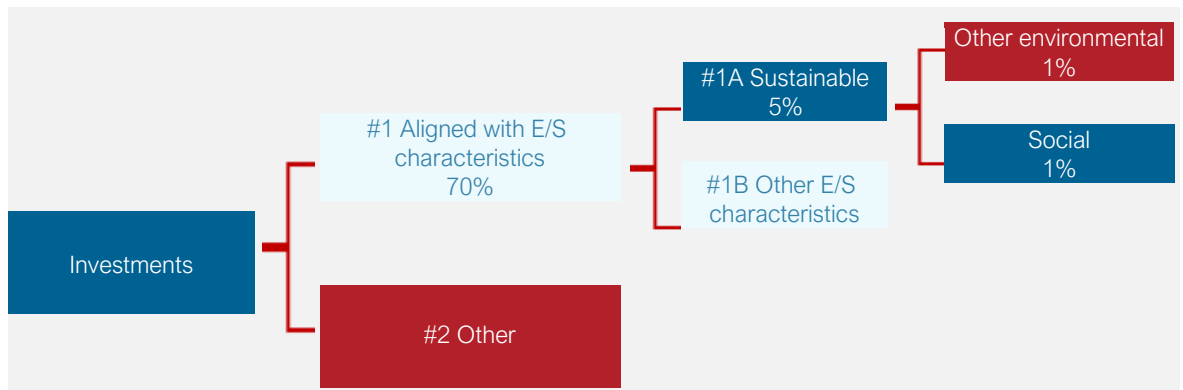 Investments
#1 Aligned with E/S
characteristics
70%
#2 Other
#1A Sustainable
5%
#1B Other E/S
characteristics
Other environmental
1%
Social
1%